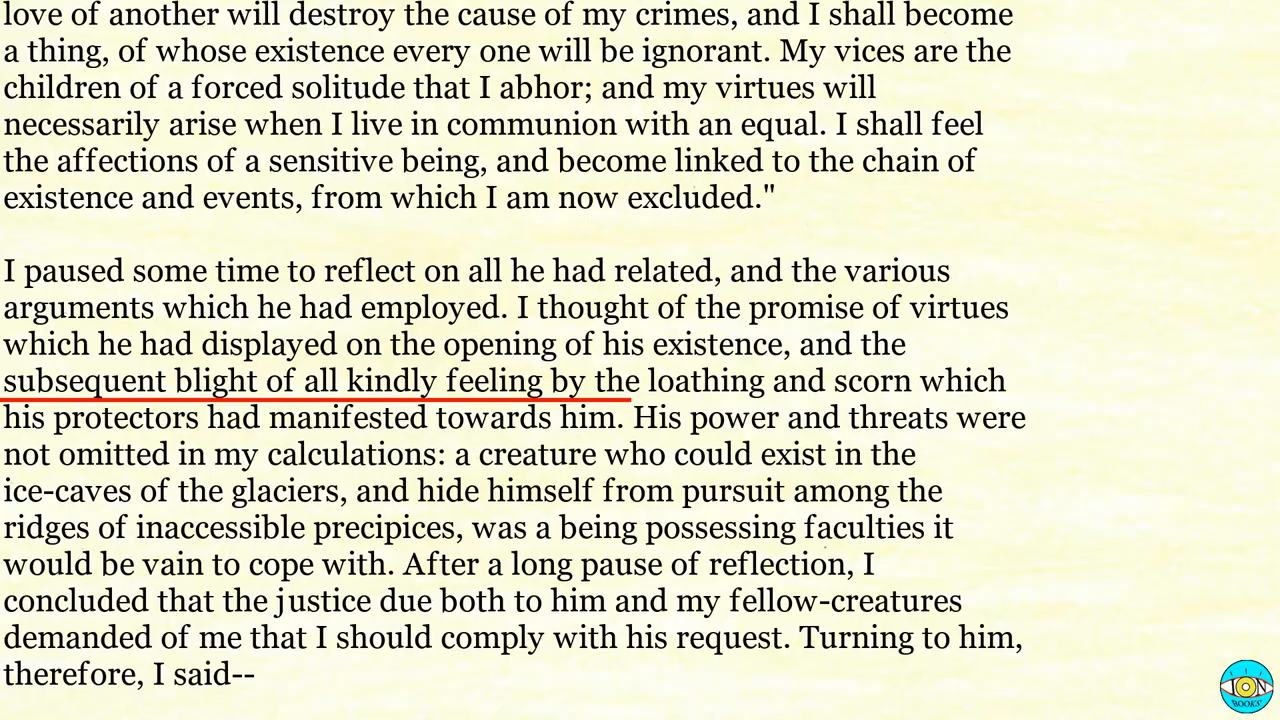 love of another will destroy the cause of my crimes, and I shall become
a thing, of whose existence every one will be ignorant. My vices are the
children of a forced solitude that I abhor; and my virtues will
necessarily arise when I live in communion with an equal. I shall feel
the affections of a sensitive being, and become linked to the chain of
existence and events, from which I am now excluded."
I paused some time to reflect on all he had related, and the various
arguments which he had employed. I thought of the promise of virtues
which he had displayed on the opening of his existence, and the
subsequent blight of all kindly feeling by the loathing and scorn which
his protectors had manifested towards him. His power and threats were
not omitted in my calculations: a creature who could exist in the
ice-caves of the glaciers, and hide himself from pursuit among the
ridges of inaccessible precipices, was a being possessing faculties it
would be vain to cope with. After a long pause of reflection, I
concluded that the justice due both to him and my fellow-creatures
demanded of me that I should comply with his request. Turning to him,
therefore, I said--
ION
BOOKS